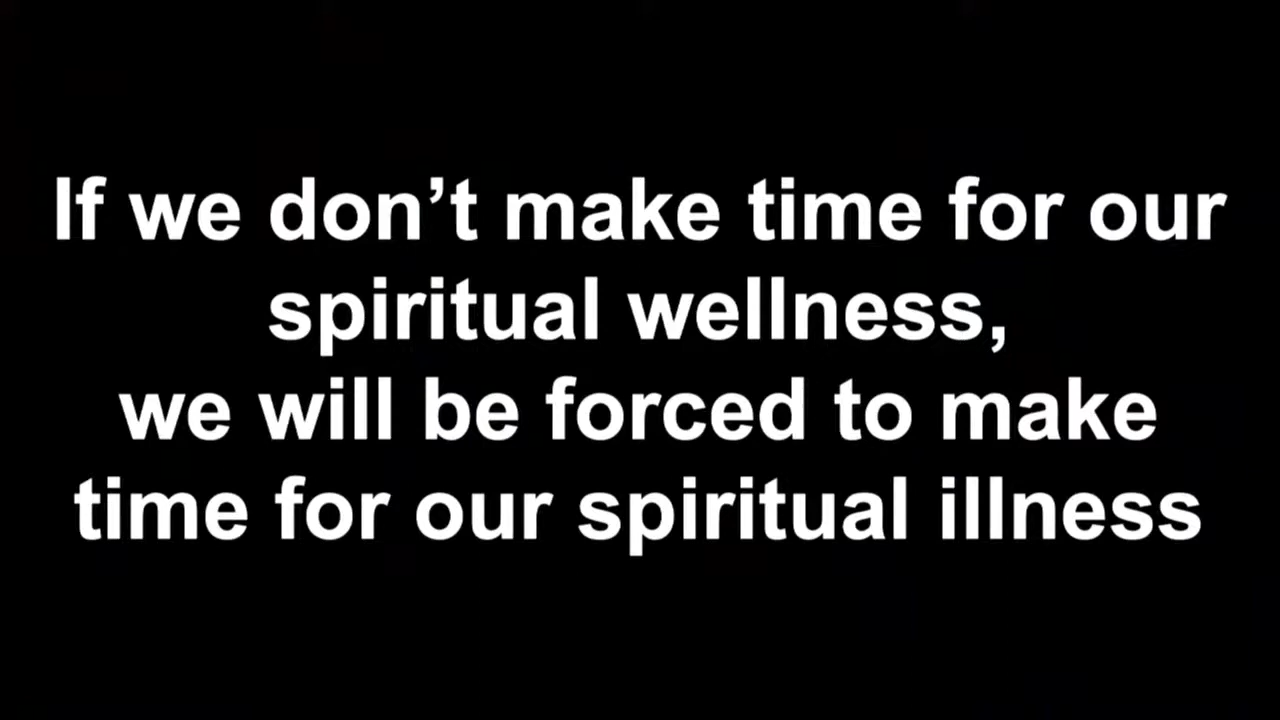 If we don’t make time for our
spiritual wellness,
we will be forced to make
time for our spiritual illness